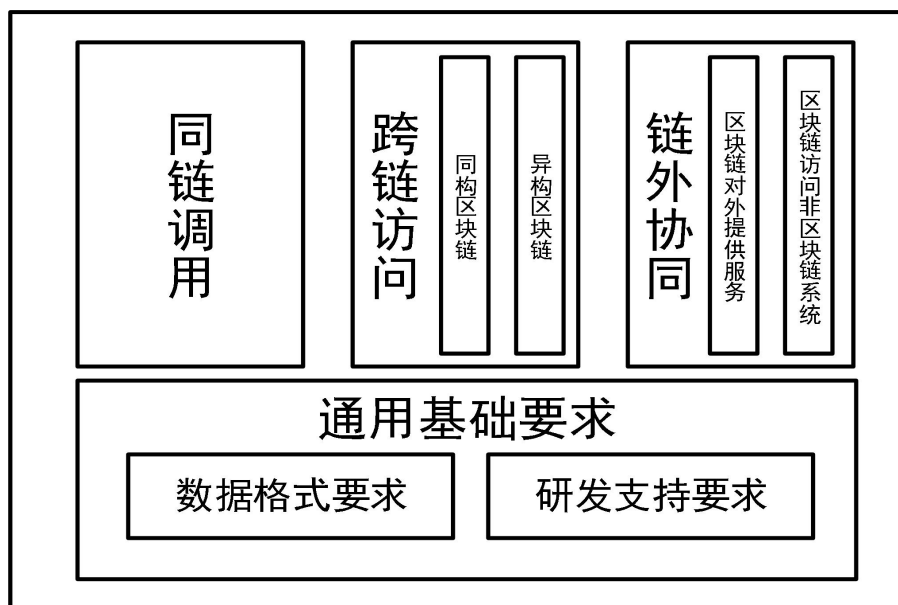 同链调用
跨链访问
同构区块链
异构区块链
链外协同
区块链对外提供服务
区块链访问非区块链系统
通用基础要求
数据格式要求
研发支持要求